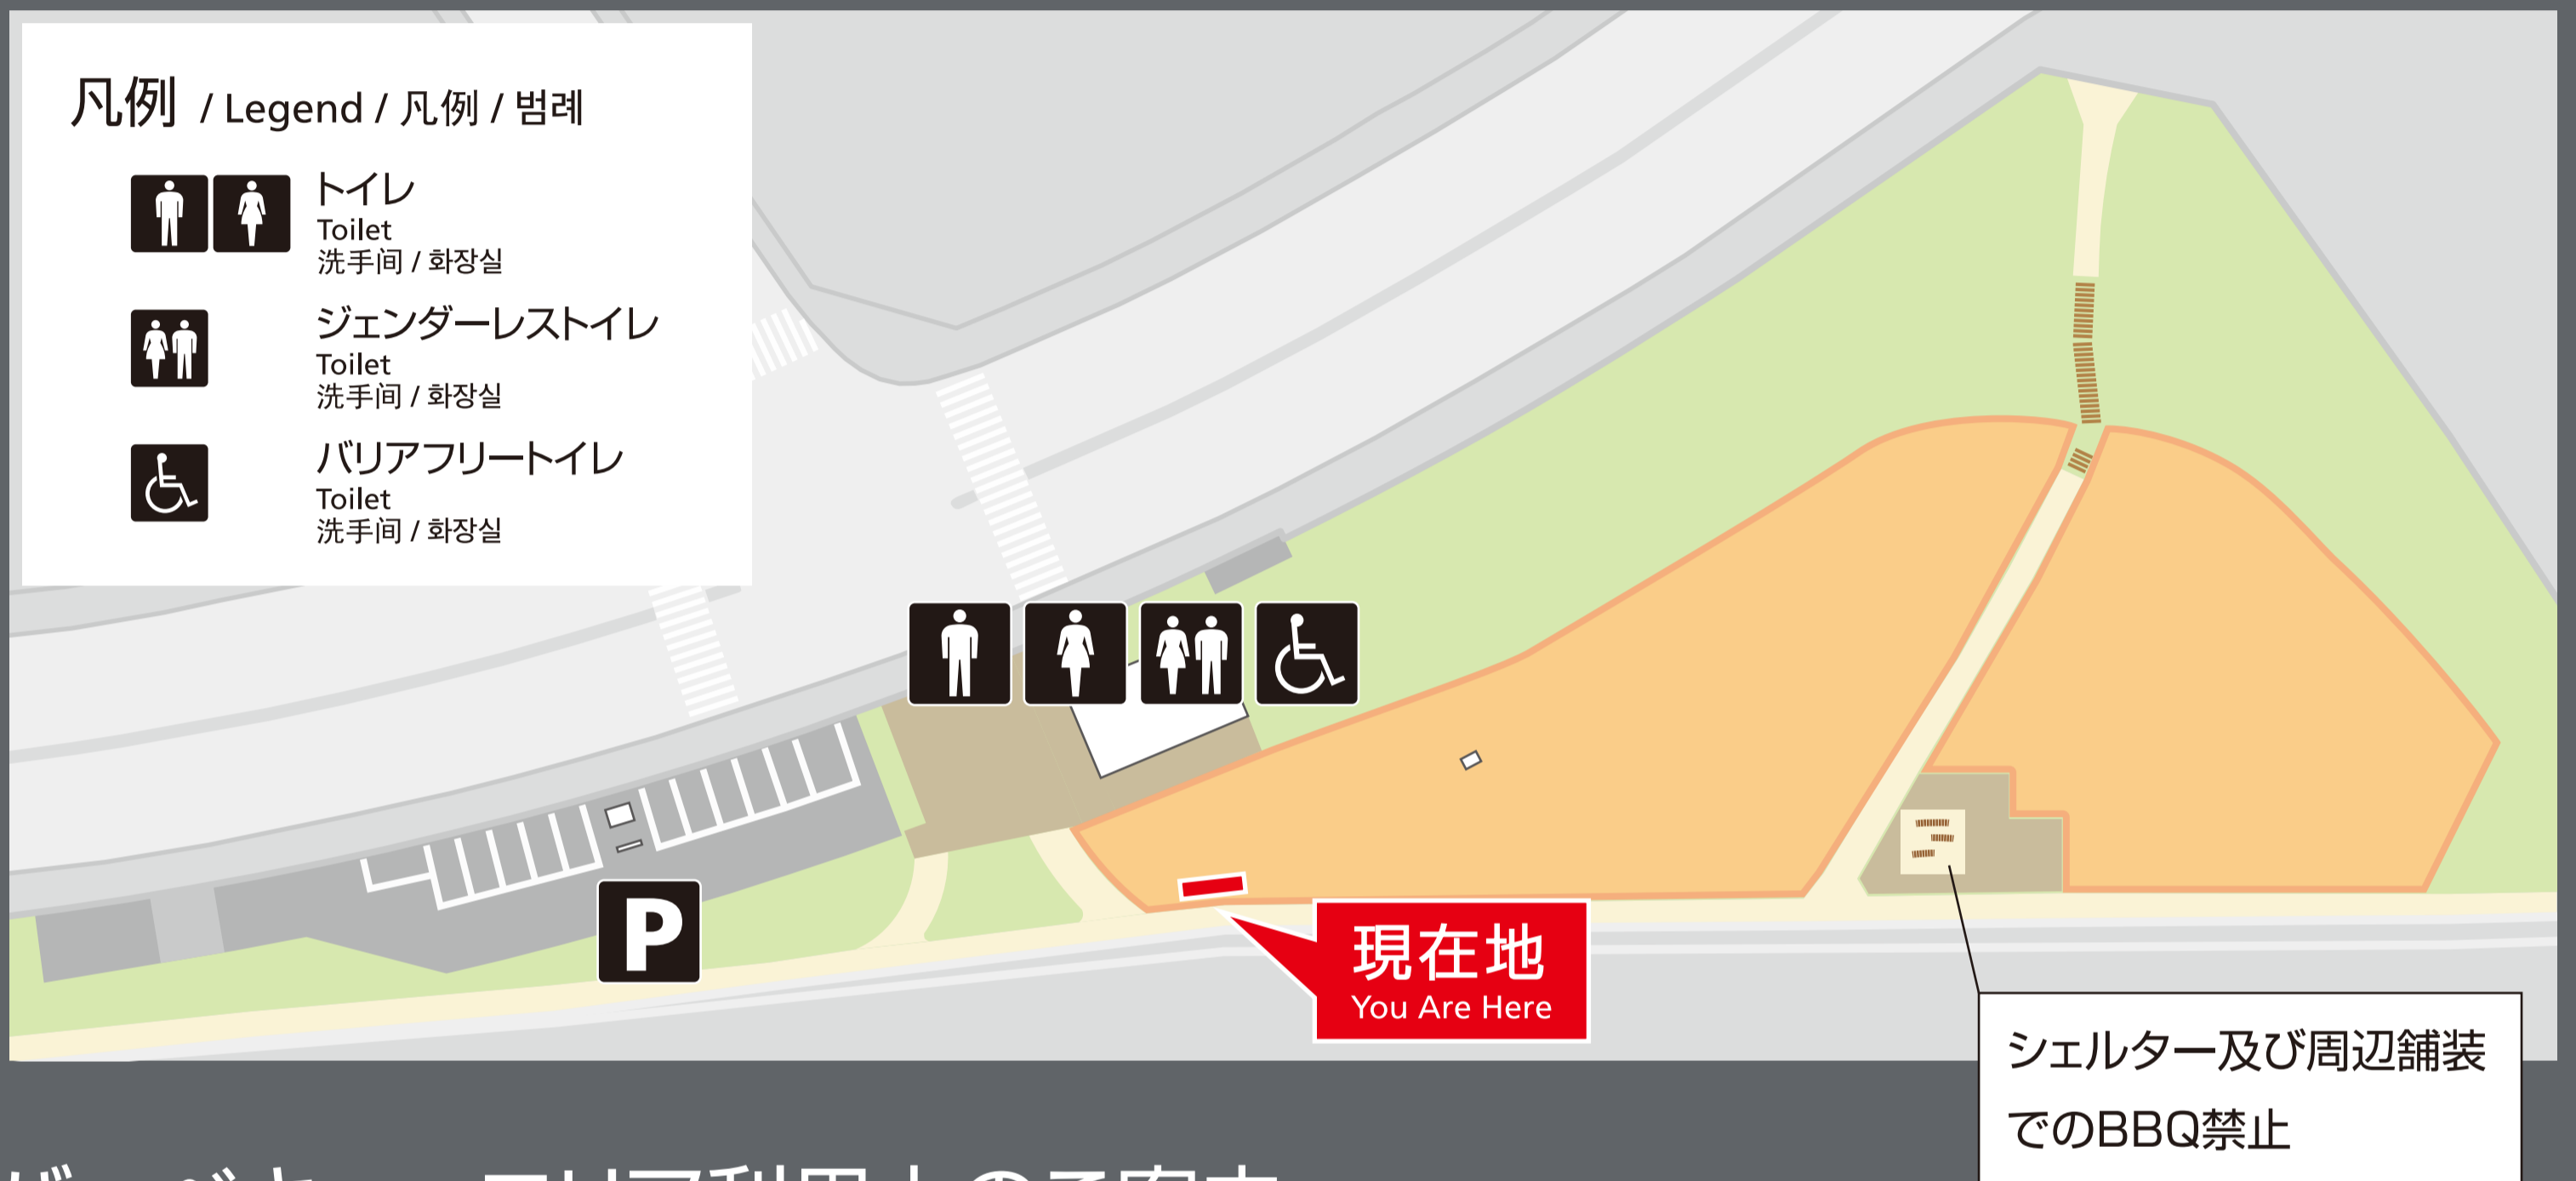 凡例 / Legend / 凡例 / 범례
トイレ
Toilet
洗手间 / 화장실
ジェンダーレストイレ
Toilet
洗手间 / 화장실
バリアフリートイレ
Toilet
洗手间 / 화장실
P
現在地
You Are Here
シェルター及び周辺舗装
でのBBQ禁止